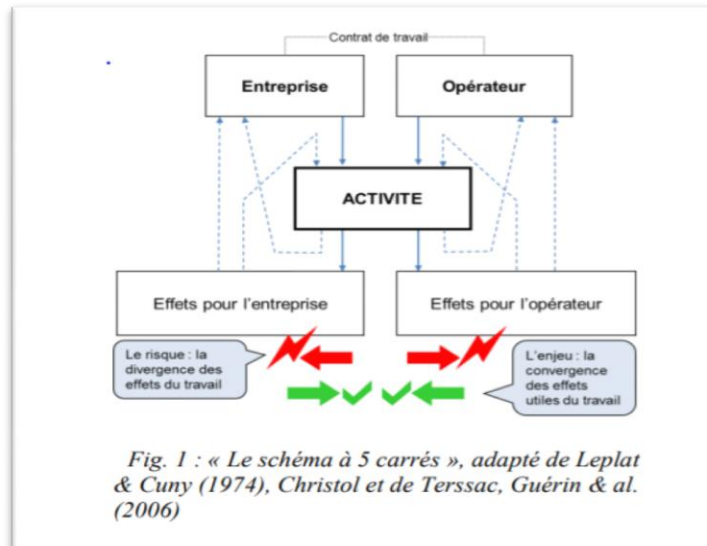 Contrat de travail
Entreprise
Opérateur
ACTIVITE
Effets pour l'entreprise
Effets pour l'opérateur
Le risque : la
divergence des
effets du travail
L'enjeu : la
convergence
des effets
utiles du travail
Fig. 1 : « Le schéma à 5 carrés », adapté de Leplat
& Cuny (1974), Christol et de Terssac, Guérin & al.
(2006)